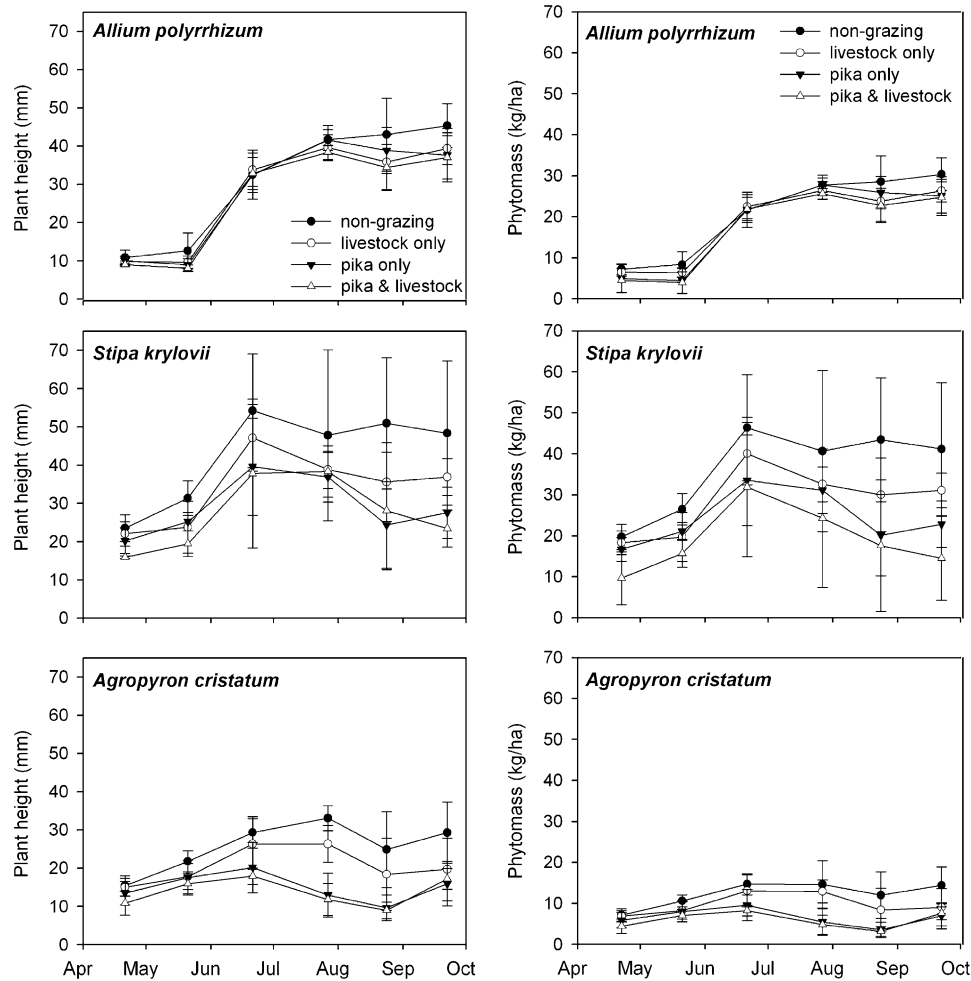 Allium polyrrhizum
Plant height (mm)
70
60
50
40
30
20
10
0
non-grazing
livestock only
pika only
pika & livestock
Allium polyrrhizum
Phytomass (kg/ha)
70
60
50
40
30
20
10
0
non-grazing
livestock only
pika only
pika & livestock
Stipa krylovii
Plant height (mm)
70
60
50
40
30
20
10
0
Stipa krylovii
Phytomass (kg/ha)
70
60
50
40
30
20
10
0
Agropyron cristatum
Plant height (mm)
70
60
50
40
30
20
10
0
Apr May Jun Jul Aug Sep Oct
Agropyron cristatum
Phytomass (kg/ha)
70
60
50
40
30
20
10
0
Apr May Jun Jul Aug Sep Oct